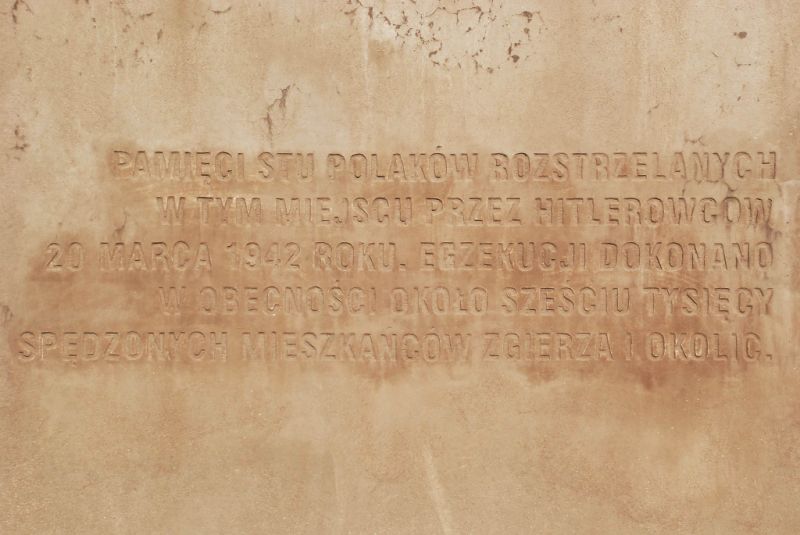 PAMIĘCI STU POLAKÓW ROZSTRZELANYCH
W TYM MIEJSCU PRZEZ HITLEROWCÓW
20 MARCA 1942 ROKU. EGZEKUCJI DOKONANO
W OBECNOŚCI OKOŁO SZEŚCIU TYSIĘCY
SPĘDZONYCH MIESZKAŃCÓW ZGIERZA I OKOLIC.